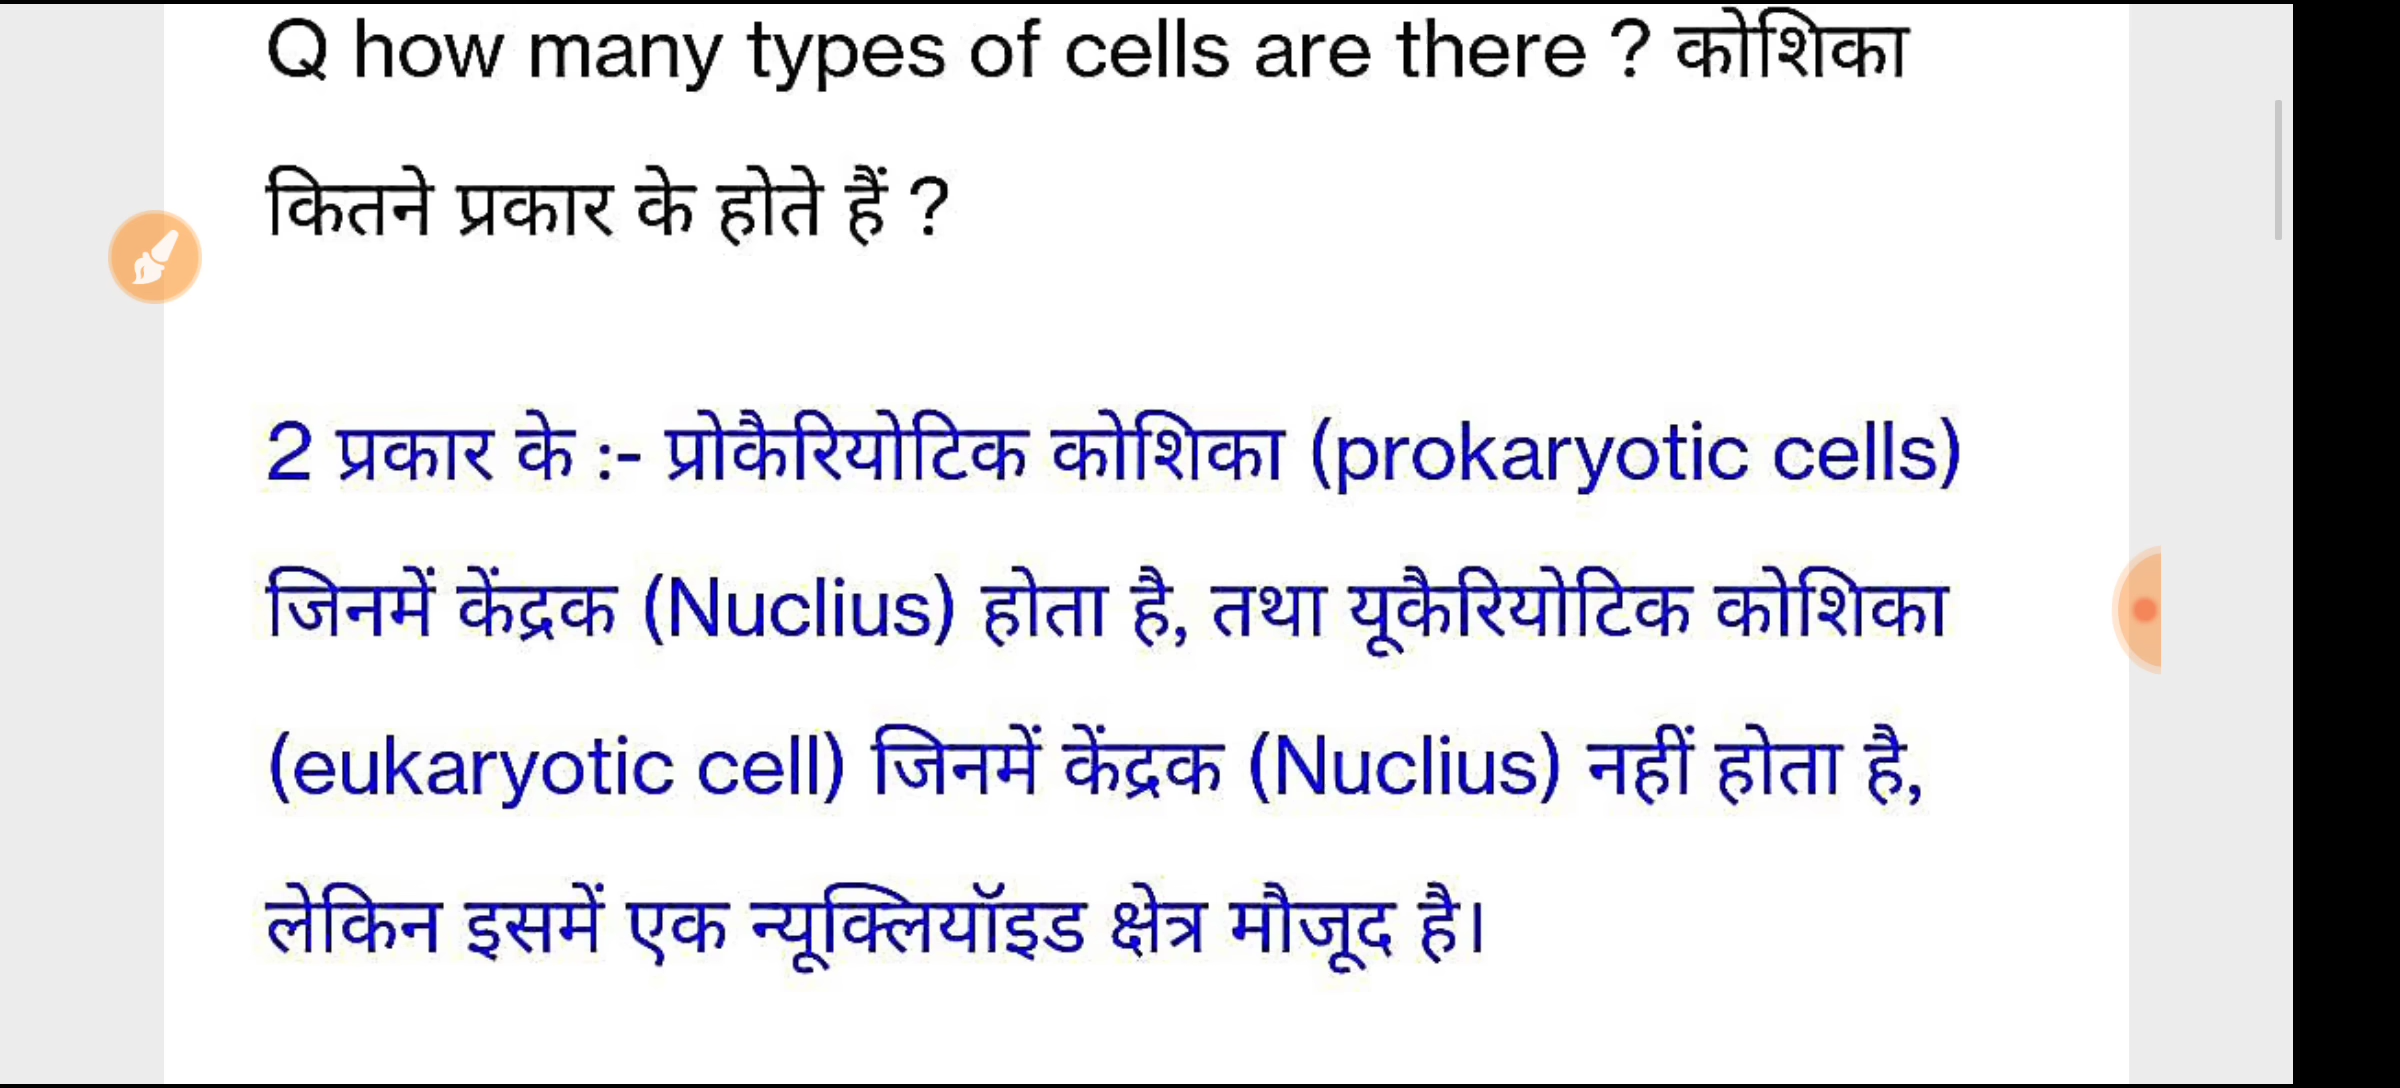 Q how many types of cells are there ? कोशिका
कितने प्रकार के होते हैं ?
2 प्रकार के :- प्रोकैरियोटिक कोशिका (prokaryotic cells)
जिनमें केंद्रक (Nuclius) होता है, तथा यूकैरियोटिक कोशिका
(eukaryotic cell) जिनमें केंद्रक (Nuclius) नहीं होता है,
लेकिन इसमें एक न्यूक्लियॉइड क्षेत्र मौजूद है।